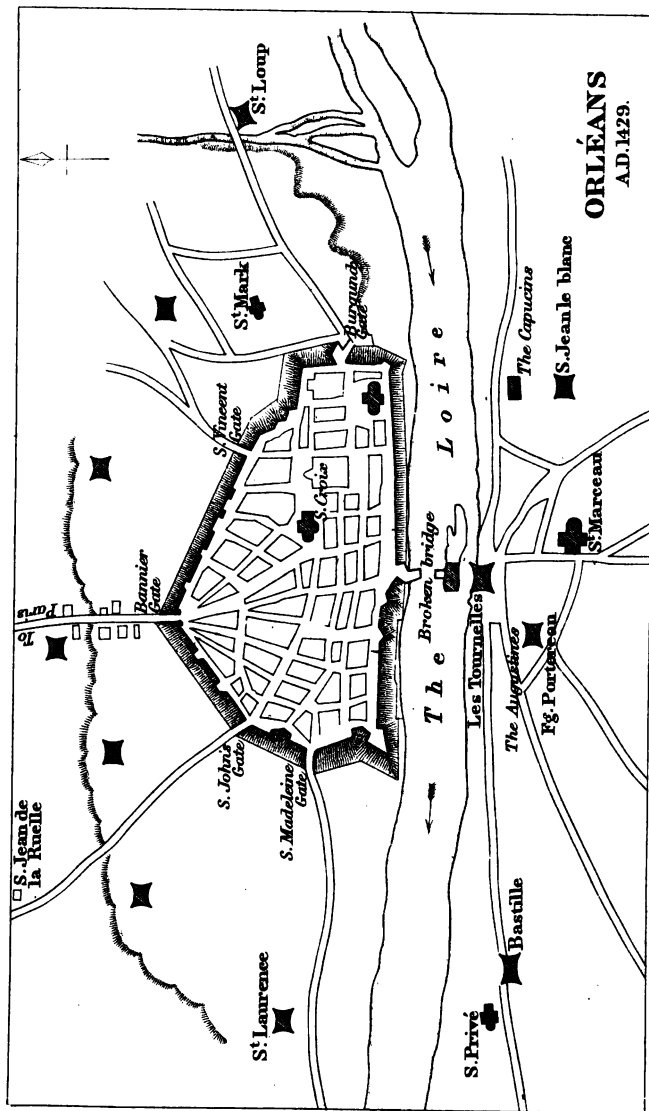 ORLÉANS
A.D.1429.
S.Jean de
la Ruelle
To Paris
Bannier
Gate
S.Vincent
Gate
St Mark
St Loup
Burgundy
Gate
S.John's
Gate
S.Madeleine
Gate
S.Croix
St Laurence
The Loire
Broken bridge
Les Tournelles
The Capucins
S.Jean le blanc
The Augustines
Fg.Portereau
St Marceau
Bastille
S.Privé